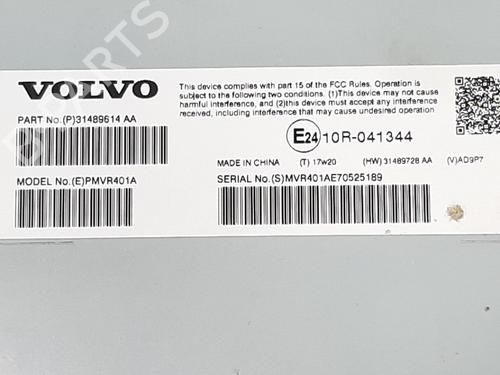 B-PARTS
VOLVO
This device complies with part 15 of the FCC Rules. Operation is
subject to the following two conditions. (1)This device may not cause
harmful interference, and (2)this device must accept any interference
received, including interference that may cause undesired operation
PART No.(P)31489614 AA
E24 10R-041344
MADE IN CHINA (T) 17w20 (HW) 31489728 AA (V)AD9P7
MODEL No.(E)PMVR401A
SERIAL No.(S)MVR401AE70525189